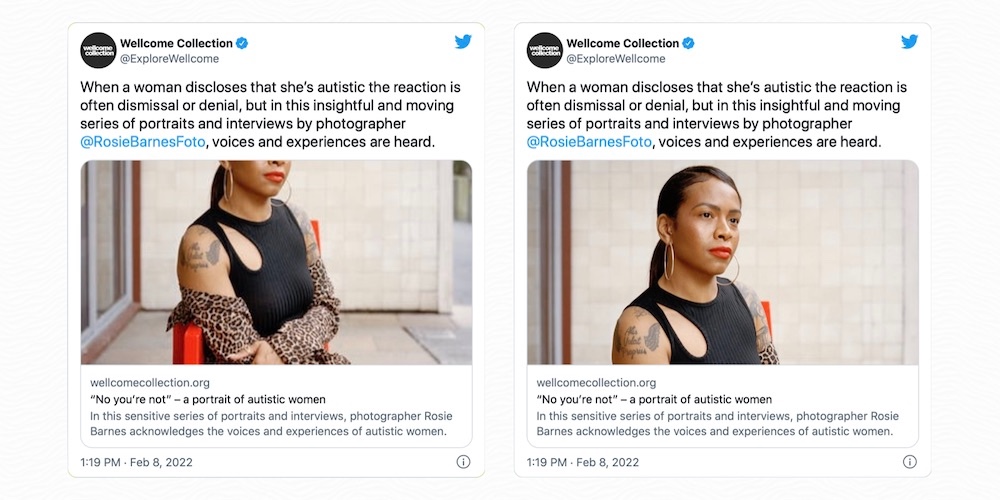 wellcome
collection
Wellcome Collection
@ExploreWellcome
When a woman discloses that she’s autistic the reaction is
often dismissal or denial, but in this insightful and moving
series of portraits and interviews by photographer
@RosieBarnesFoto, voices and experiences are heard.
wellcomecollection.org
“No you’re not” – a portrait of autistic women
In this sensitive series of portraits and interviews, photographer Rosie
Barnes acknowledges the voices and experiences of autistic women.
1:19 PM · Feb 8, 2022
wellcome
collection
Wellcome Collection
@ExploreWellcome
When a woman discloses that she’s autistic the reaction is
often dismissal or denial, but in this insightful and moving
series of portraits and interviews by photographer
@RosieBarnesFoto, voices and experiences are heard.
wellcomecollection.org
“No you’re not” – a portrait of autistic women
In this sensitive series of portraits and interviews, photographer Rosie
Barnes acknowledges the voices and experiences of autistic women.
1:19 PM · Feb 8, 2022